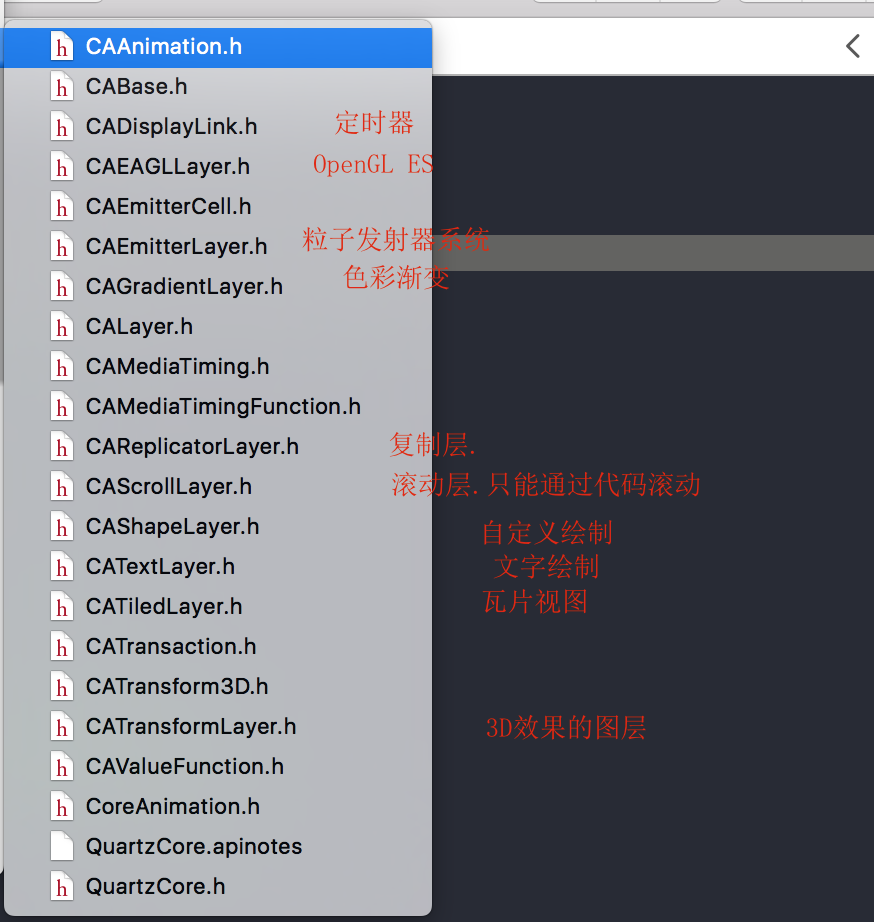 CAAnimation.h
CABase.h
CADisplayLink.h 定时器
CAEAGLLayer.h OpenGL ES
CAEmitterCell.h
CAEmitterLayer.h 粒子发射器系统
CAGradientLayer.h 色彩渐变
CALayer.h
CAMediaTiming.h
CAMediaTimingFunction.h
CAReplicatorLayer.h 复制层.
CAScrollLayer.h 滚动层.只能通过代码滚动
CAShapeLayer.h 自定义绘制
CATextLayer.h 文字绘制
CATiledLayer.h 瓦片视图
CATransaction.h
CATransform3D.h
CATransformLayer.h 3D效果的图层
CAValueFunction.h
CoreAnimation.h
QuartzCore.apinotes
QuartzCore.h